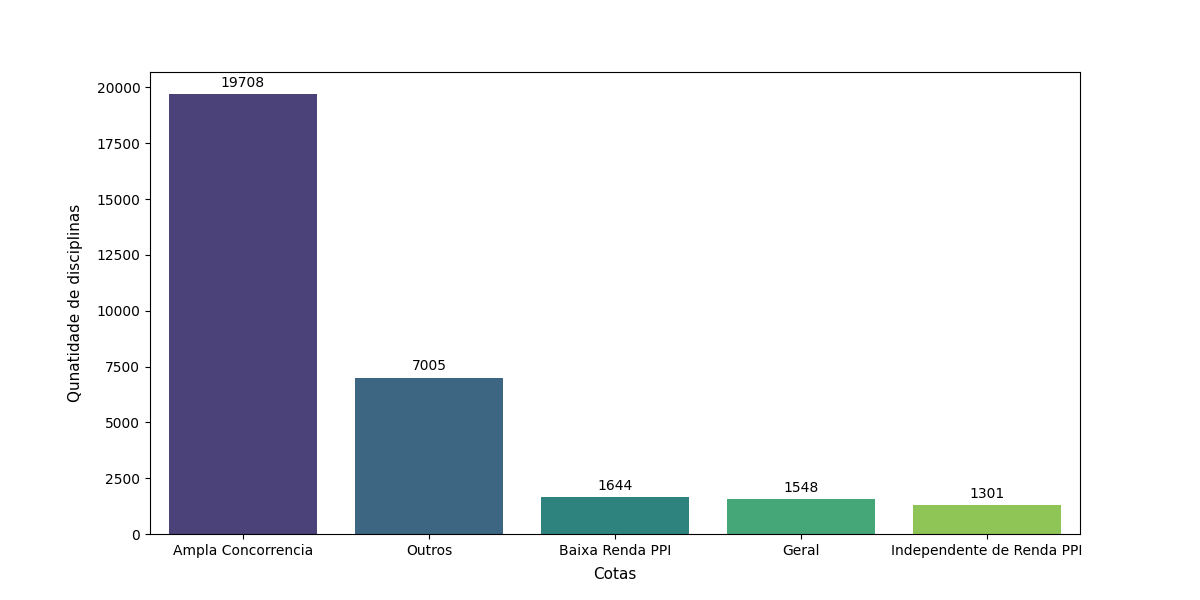 19708
20000
17500
15000
12500
10000
7500
5000
2500
0
Qunatidade de disciplinas
7005
1644
1548
1301
Ampla Concorrencia
Outros
Baixa Renda PPI
Geral
Independente de Renda PPI
Cotas